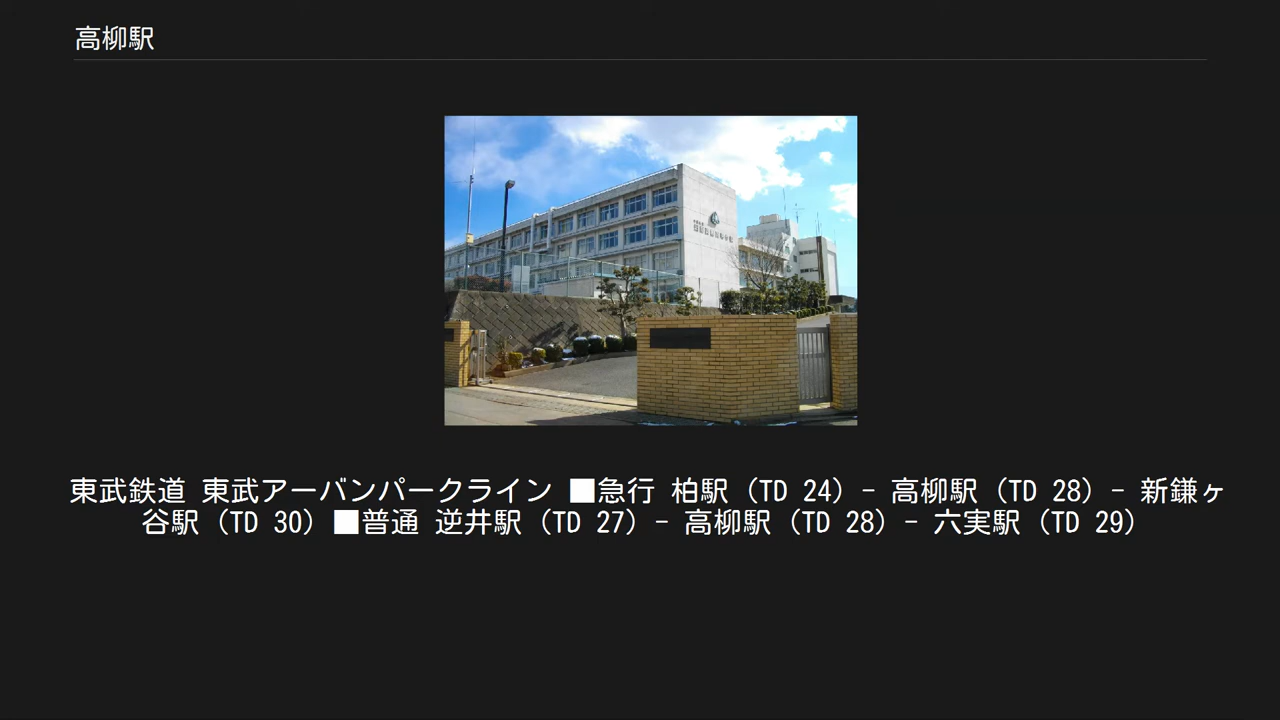 高柳駅
東武鉄道 東武アーバンパークライン ■急行 柏駅（TD 24）- 高柳駅（TD 28）- 新鎌ヶ
谷駅（TD 30）■普通 逆井駅（TD 27）- 高柳駅（TD 28）- 六実駅（TD 29）